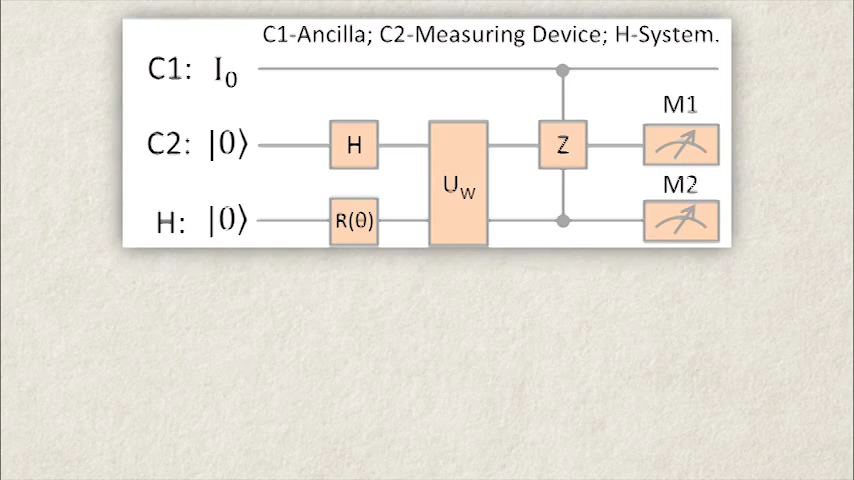 C1-Ancilla; C2-Measuring Device; H-System.
C1: I0
M1
C2: |0⟩ H Z
UW
M2
H: |0⟩ R(θ)